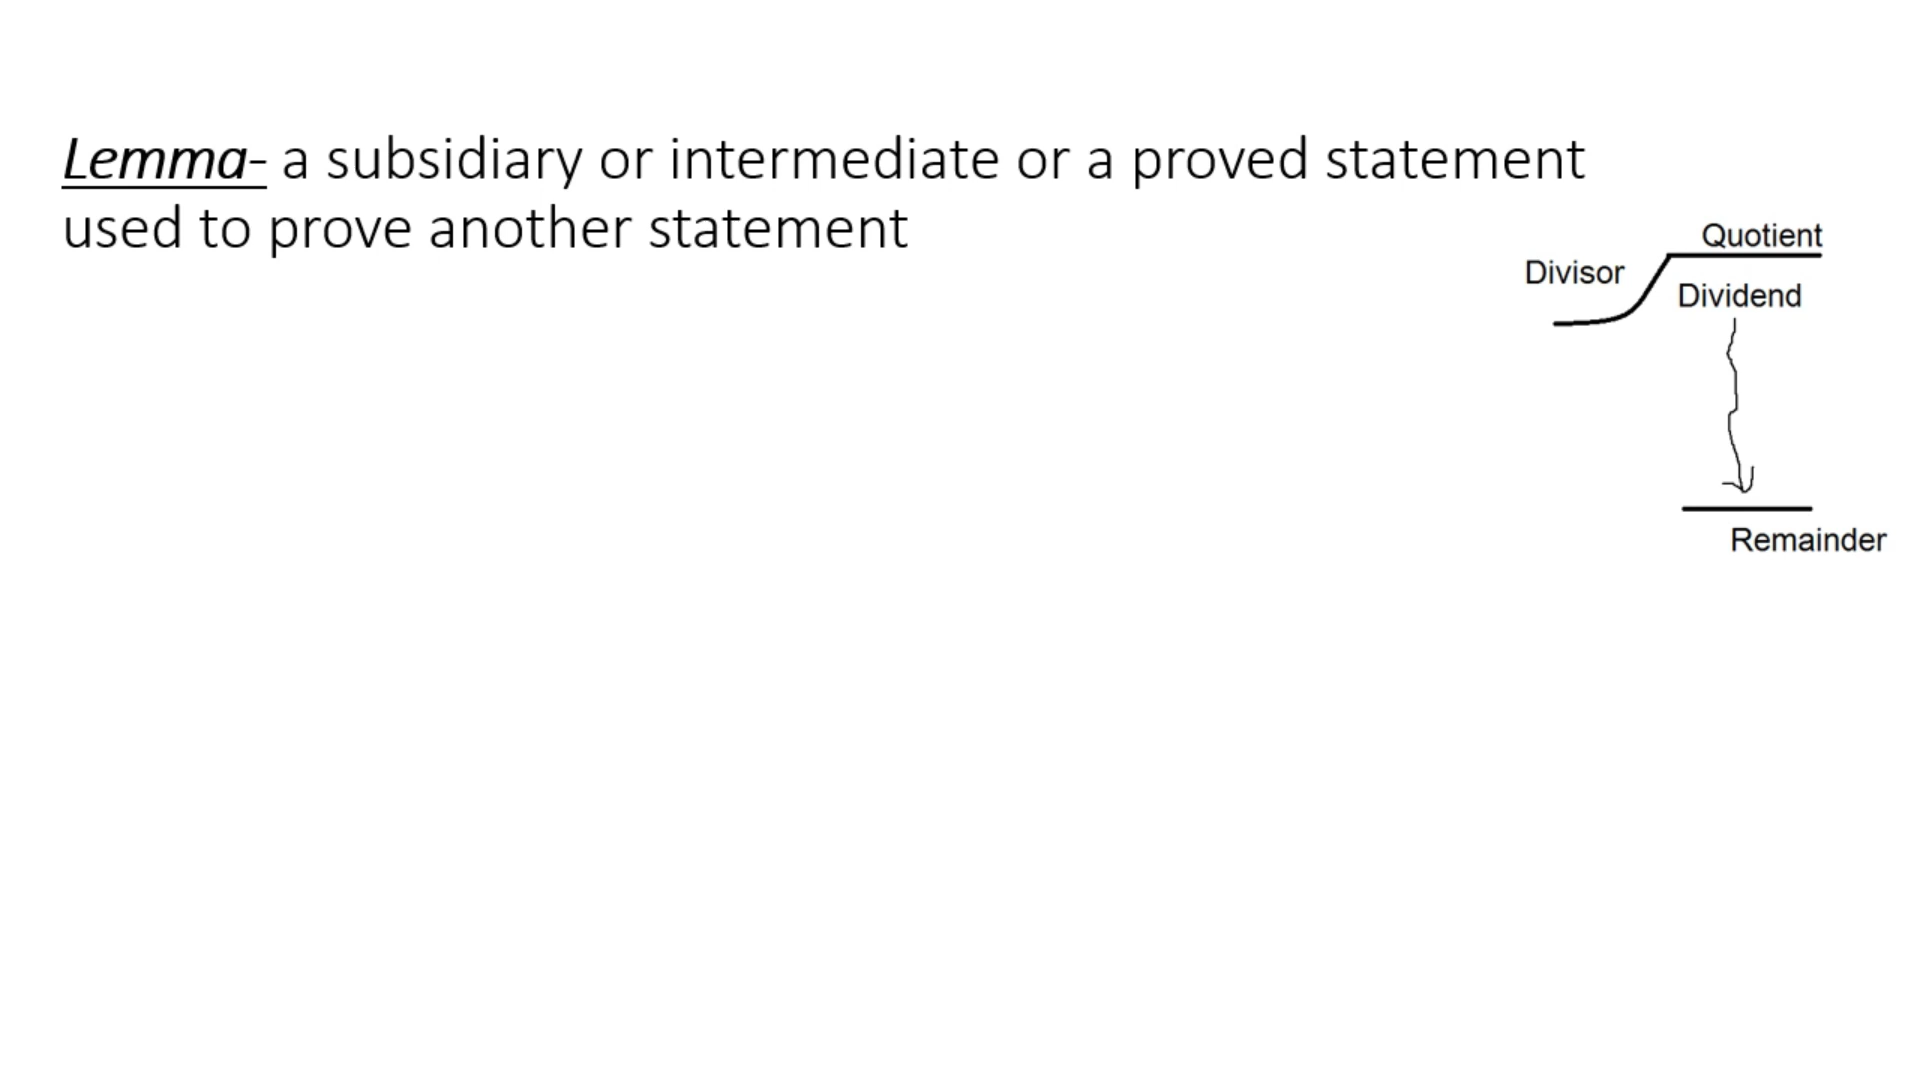 Lemma- a subsidiary or intermediate or a proved statement
used to prove another statement
Quotient
Divisor
Dividend
Remainder